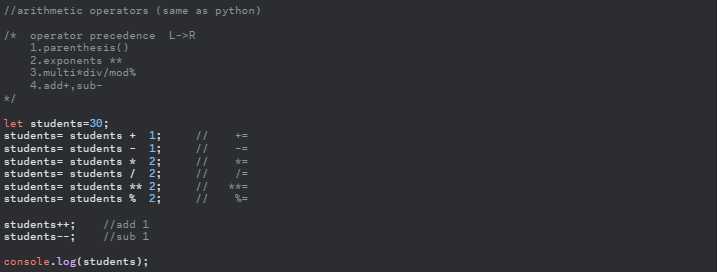 //arithmetic operators (same as python)
/*  operator precedence  L->R
    1.parenthesis()
    2.exponents **
    3.multi*div/mod%
    4.add+,sub-
*/
let students=30;
students= students +  1;     //    +=
students= students -  1;     //    -=
students= students *  2;     //    *=
students= students /  2;     //    /=
students= students ** 2;     //   **=
students= students %  2;     //    %=
students++;    //add 1
students--;    //sub 1
console.log(students);